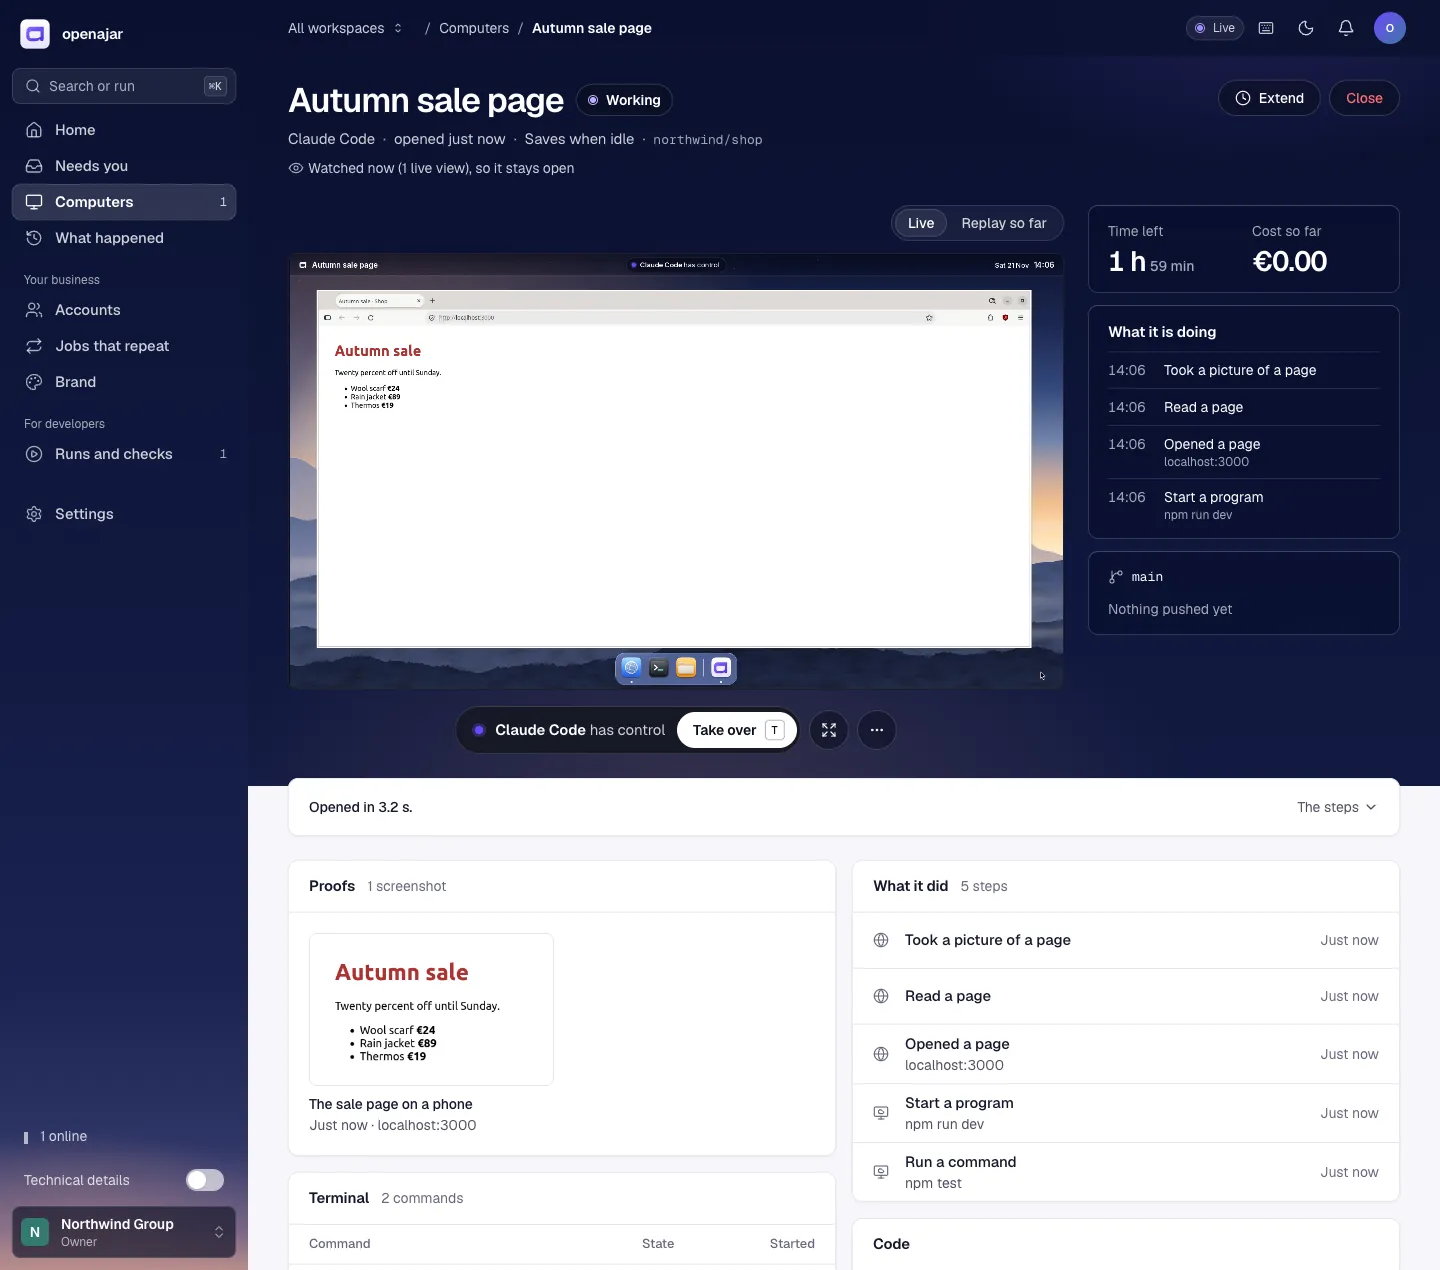 openajar
Search or run ⌘K
Home
Needs you
Computers 1
What happened
Your business
Accounts
Jobs that repeat
Brand
For developers
Runs and checks 1
Settings
1 online
Technical details
N Northwind Group
Owner
All workspaces / Computers / Autumn sale page
Live
O
Autumn sale page Working
Extend Close
Claude Code · opened just now · Saves when idle · northwind/shop
Watched now (1 live view), so it stays open
Live Replay so far
Autumn sale page Claude Code has control Sat 21 Nov 14:06
Autumn sale - Shop
http://localhost:3000
Autumn sale
Twenty percent off until Sunday.
• Wool scarf €24
• Rain jacket €89
• Thermos €19
Claude Code has control Take over T
Time left Cost so far
1 h 59 min €0.00
What it is doing
14:06 Took a picture of a page
14:06 Read a page
14:06 Opened a page
localhost:3000
14:06 Start a program
npm run dev
main
Nothing pushed yet
Opened in 3.2 s. The steps
Proofs 1 screenshot
Autumn sale
Twenty percent off until Sunday.
• Wool scarf €24
• Rain jacket €89
• Thermos €19
The sale page on a phone
Just now · localhost:3000
Terminal 2 commands
Command State Started
What it did 5 steps
Took a picture of a page Just now
Read a page Just now
Opened a page Just now
localhost:3000
Start a program Just now
npm run dev
Run a command Just now
npm test
Code